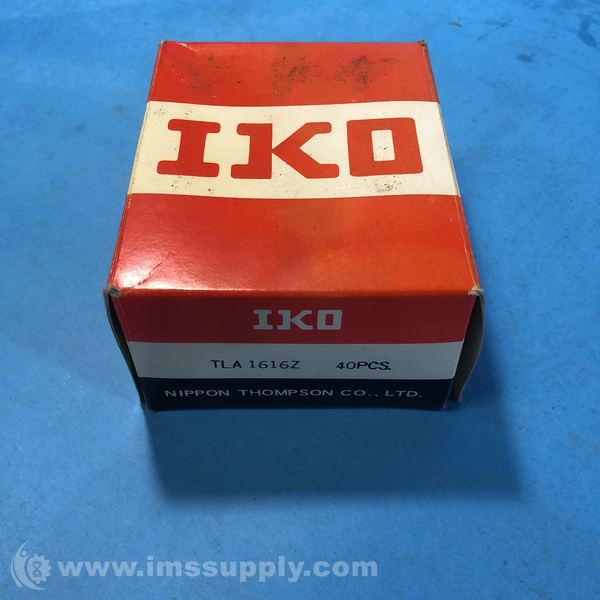 IKO
IKO
TLA 1616Z 40PCS.
NIPPON THOMPSON CO., LTD.
www.imssupply.com